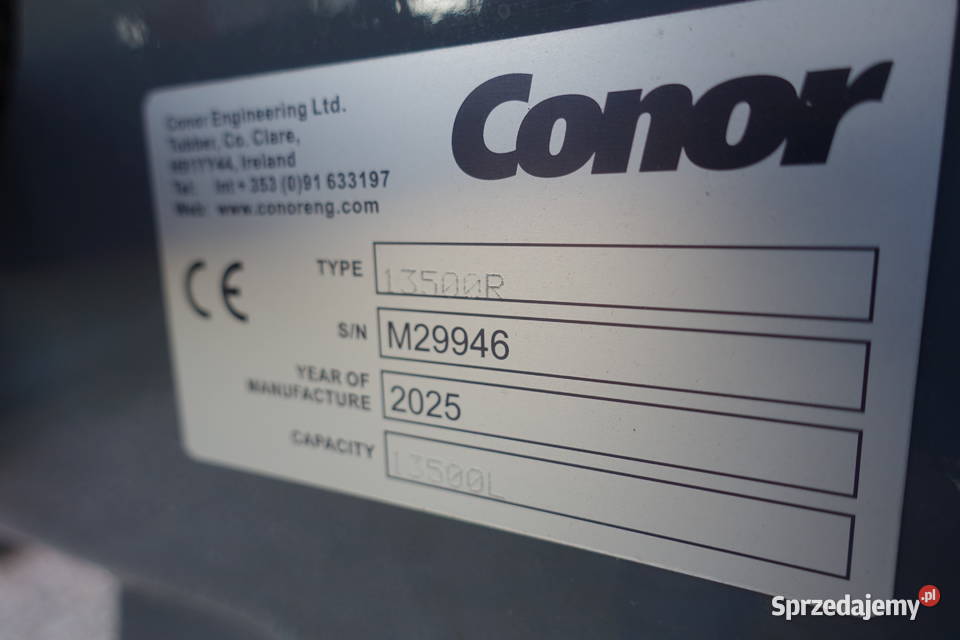 Conor
Conor Engineering Ltd.
Tubber, Co. Clare,
Ireland
Tel: Int + 353 (0)91 633197
Web: www.conoreng.com
CE
TYPE 13500R
S/N M29946
YEAR OF
MANUFACTURE 2025
CAPACITY 13500L
Sprzedajemy.pl